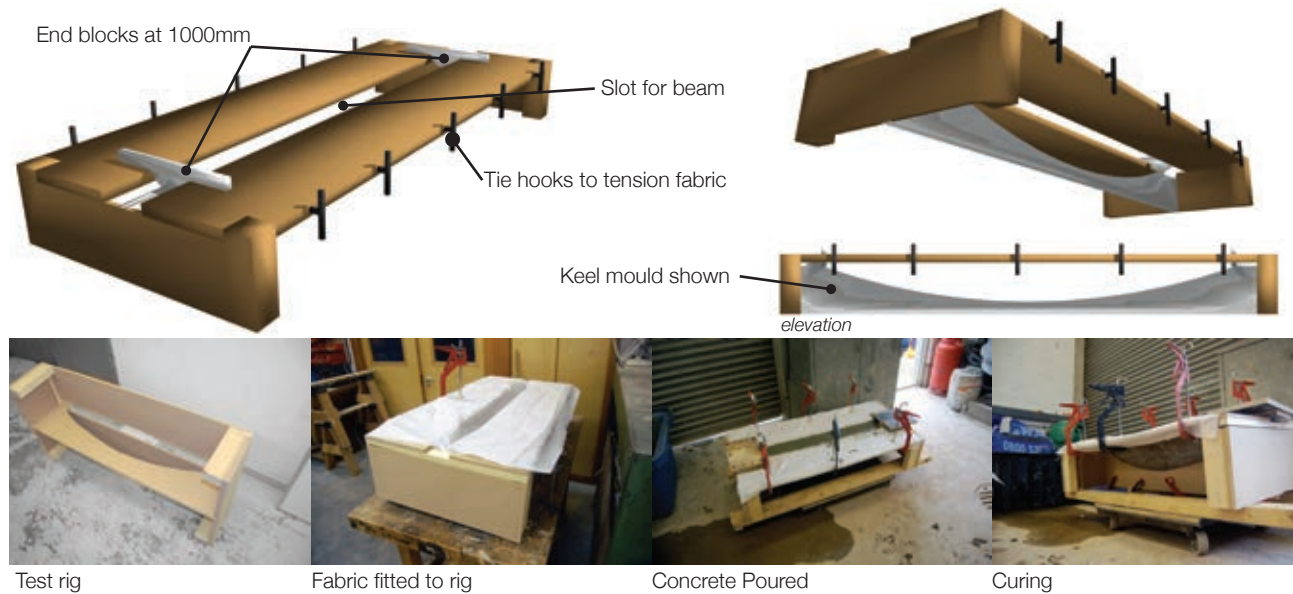 End blocks at 1000mm
Slot for beam
Tie hooks to tension fabric
Keel mould shown
elevation
Test rig
Fabric fitted to rig
Concrete Poured
Curing